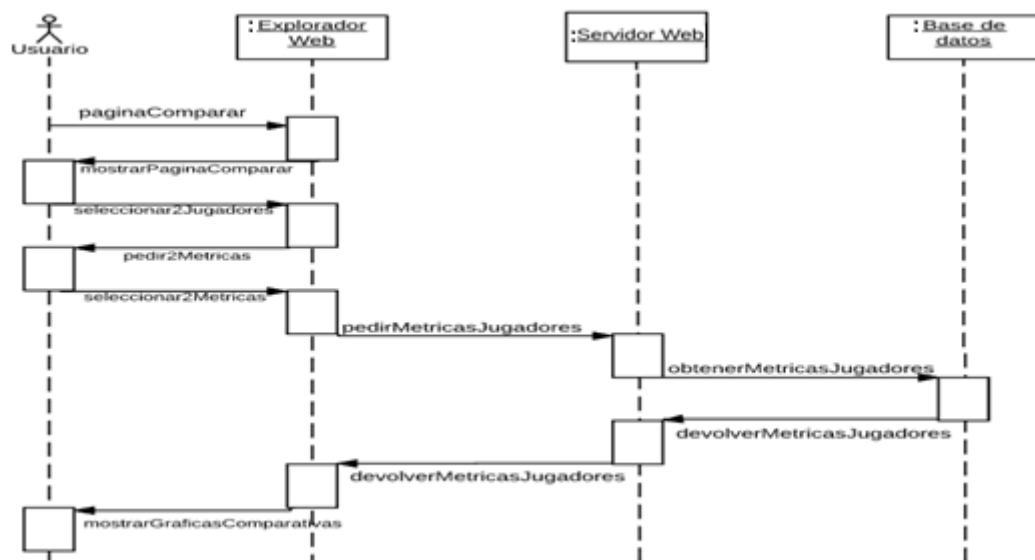 Usuario
:Explorador
Web
:Servidor Web
:Base de
datos
paginaComparar
mostrarPaginaComparar
seleccionar2Jugadores
pedir2Metricas
seleccionar2Metricas
pedirMetricasJugadores
obtenerMetricasJugadores
devolverMetricasJugadores
devolverMetricasJugadores
mostrarGraficasComparativas